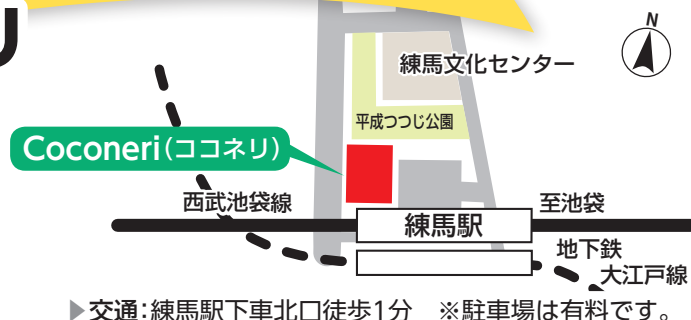 N
練馬文化センター
平成つつじ公園
Coconeri(ココネリ)
西武池袋線
練馬駅
至池袋
地下鉄
大江戸線
▶交通:練馬駅下車北口徒歩1分 ※駐車場は有料です。